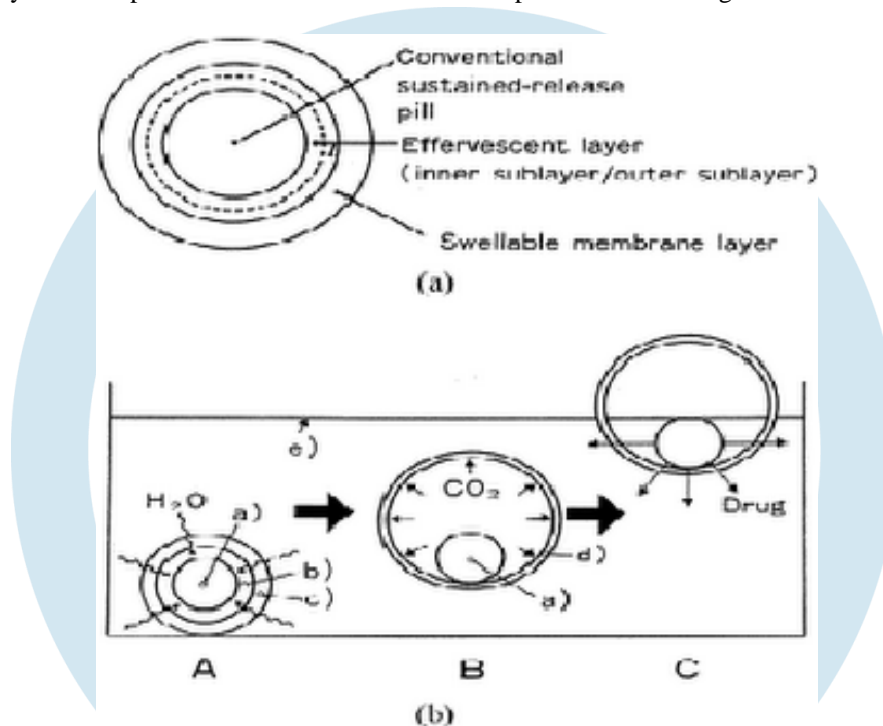 Conventional
sustained-release
pill
Effervescent layer
(inner sublayer/outer sublayer)
Swellable membrane layer
(a)
e)
H₂O
a)
b)
c)
CO₂
d)
a)
Drug
A
B
C
(b)